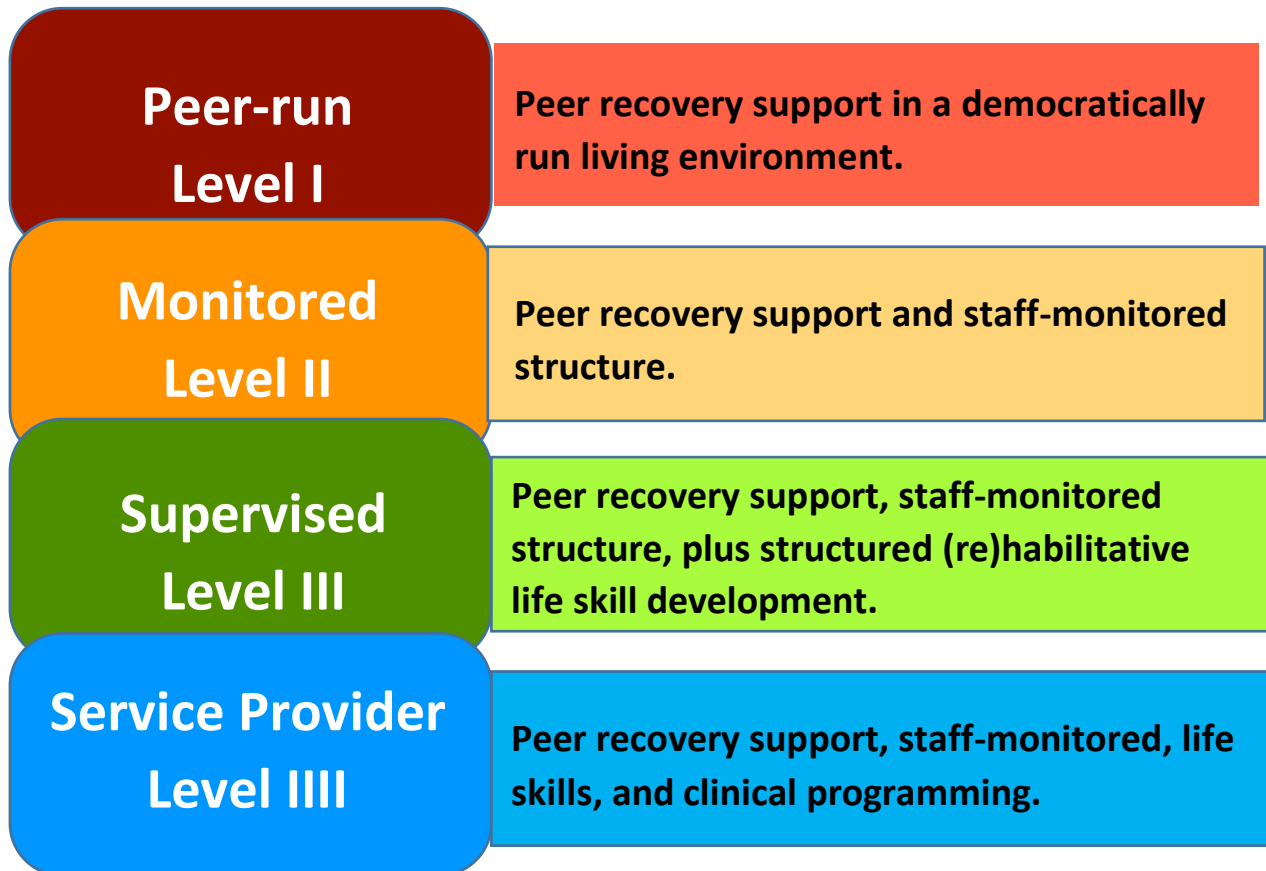 Peer-run
Level I
Peer recovery support in a democratically
run living environment.
Monitored
Level II
Peer recovery support and staff-monitored
structure.
Supervised
Level III
Peer recovery support, staff-monitored
structure, plus structured (re)habilitative
life skill development.
Service Provider
Level IIII
Peer recovery support, staff-monitored, life
skills, and clinical programming.